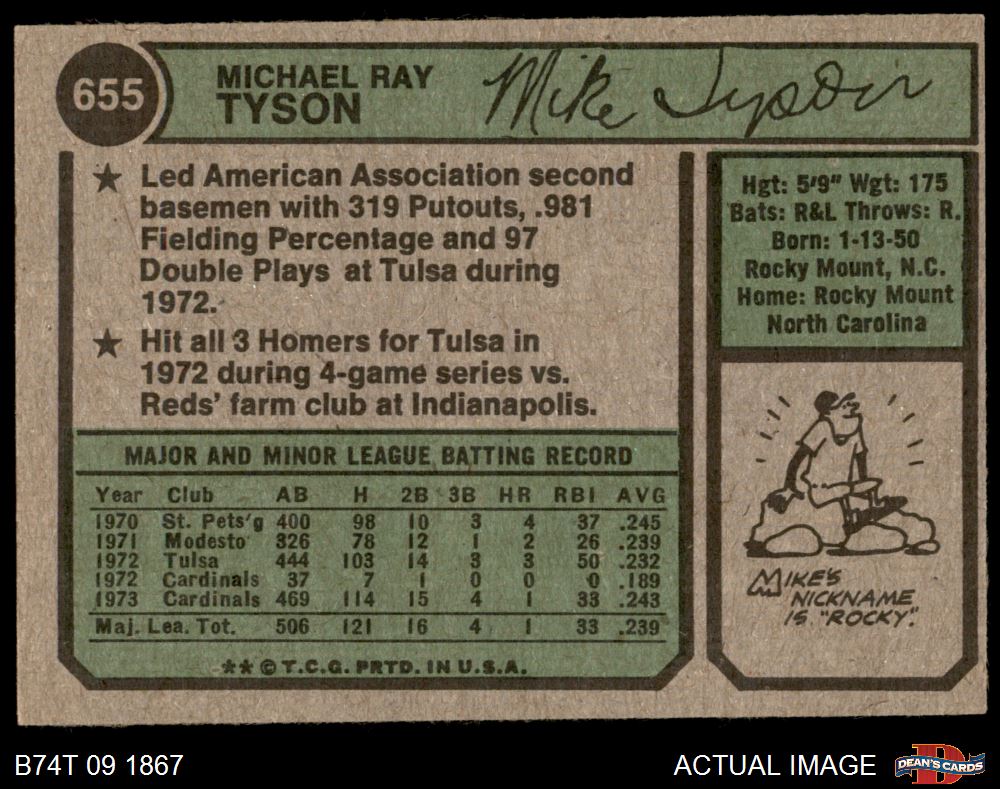 655
MICHAEL RAY
TYSON
Mike Tyson
★ Led American Association second
basemen with 319 Putouts, .981
Fielding Percentage and 97
Double Plays at Tulsa during
1972.
★ Hit all 3 Homers for Tulsa in
1972 during 4-game series vs.
Reds' farm club at Indianapolis.
MAJOR AND MINOR LEAGUE BATTING RECORD
Year Club AB H 2B 3B HR RBI AVG
1970 St. Pets'g 400 98 10 3 4 37 .245
1971 Modesto 326 78 12 1 2 26 .239
1972 Tulsa 444 103 14 3 3 50 .232
1972 Cardinals 37 7 1 0 0 0 .189
1973 Cardinals 469 114 15 4 1 33 .243
Maj. Lea. Tot. 506 121 16 4 1 33 .239
★★ © T.C.G. PRTD. IN U.S.A.
Hgt: 5'9" Wgt: 175
Bats: R&L Throws: R.
Born: 1-13-50
Rocky Mount, N.C.
Home: Rocky Mount
North Carolina
MIKE'S
NICKNAME
IS "ROCKY".
B74T 09 1867
ACTUAL IMAGE
D
DEAN'S CARDS